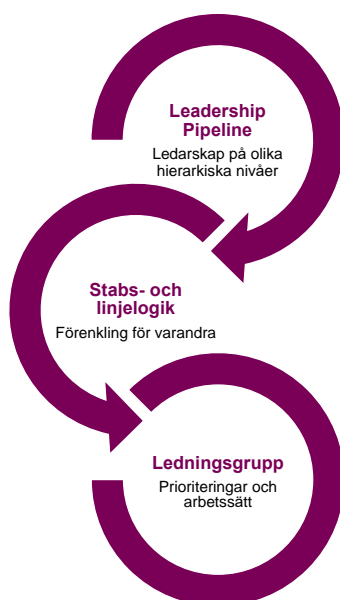 Leadership
Pipeline
Ledarskap på olika
hierarkiska nivåer
Stabs- och
linjelogik
Förenkling för varandra
Ledningsgrupp
Prioriteringar och
arbetssätt